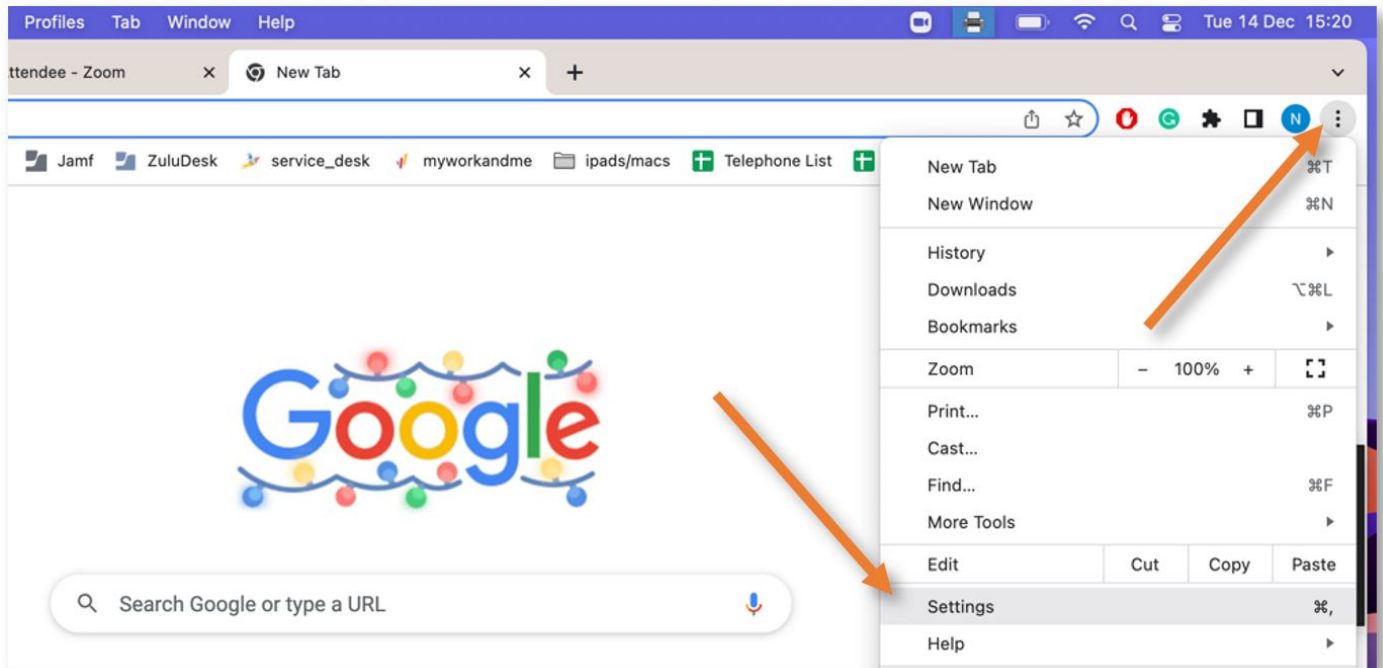 Profiles Tab Window Help Tue 14 Dec 15:20
ttendee - Zoom New Tab
N
Jamf ZuluDesk service_desk myworkandme ipads/macs Telephone List
New Tab ⌘T
New Window ⌘N
History
Downloads ⌥⌘L
Bookmarks
Zoom - 100% +
Google
Print... ⌘P
Cast...
Find... ⌘F
More Tools
Edit Cut Copy Paste
Search Google or type a URL
Settings ⌘,
Help